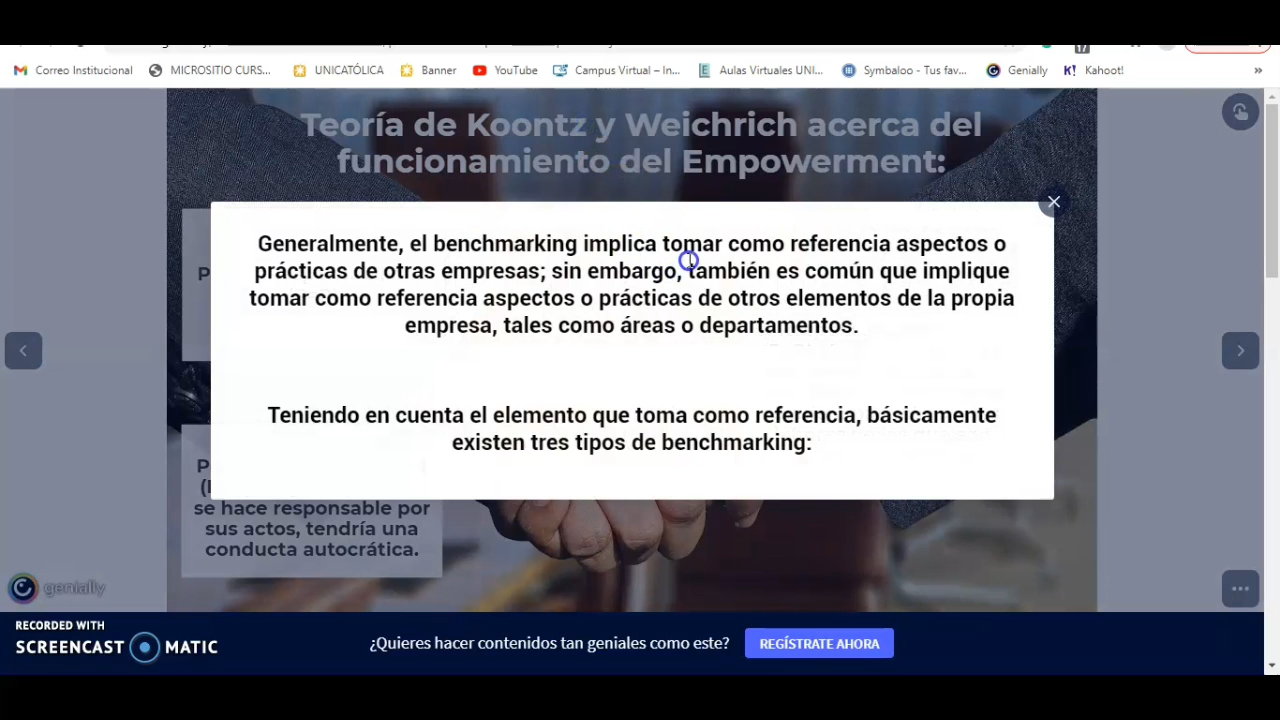 Correo Institucional
MICROSITIO CURS...
UNICATÓLICA
Banner
YouTube
Campus Virtual – In...
Aulas Virtuales UNI...
Symbaloo - Tus fav...
Genially
K! Kahoot!
»
Teoría de Koontz y Weichrich acerca del
funcionamiento del Empowerment:
Generalmente, el benchmarking implica tomar como referencia aspectos o
prácticas de otras empresas; sin embargo, también es común que implique
tomar como referencia aspectos o prácticas de otros elementos de la propia
empresa, tales como áreas o departamentos.
Teniendo en cuenta el elemento que toma como referencia, básicamente
existen tres tipos de benchmarking:
se hace responsable por
sus actos, tendría una
conducta autocrática.
genially
RECORDED WITH
SCREENCAST MATIC
¿Quieres hacer contenidos tan geniales como este?
REGÍSTRATE AHORA